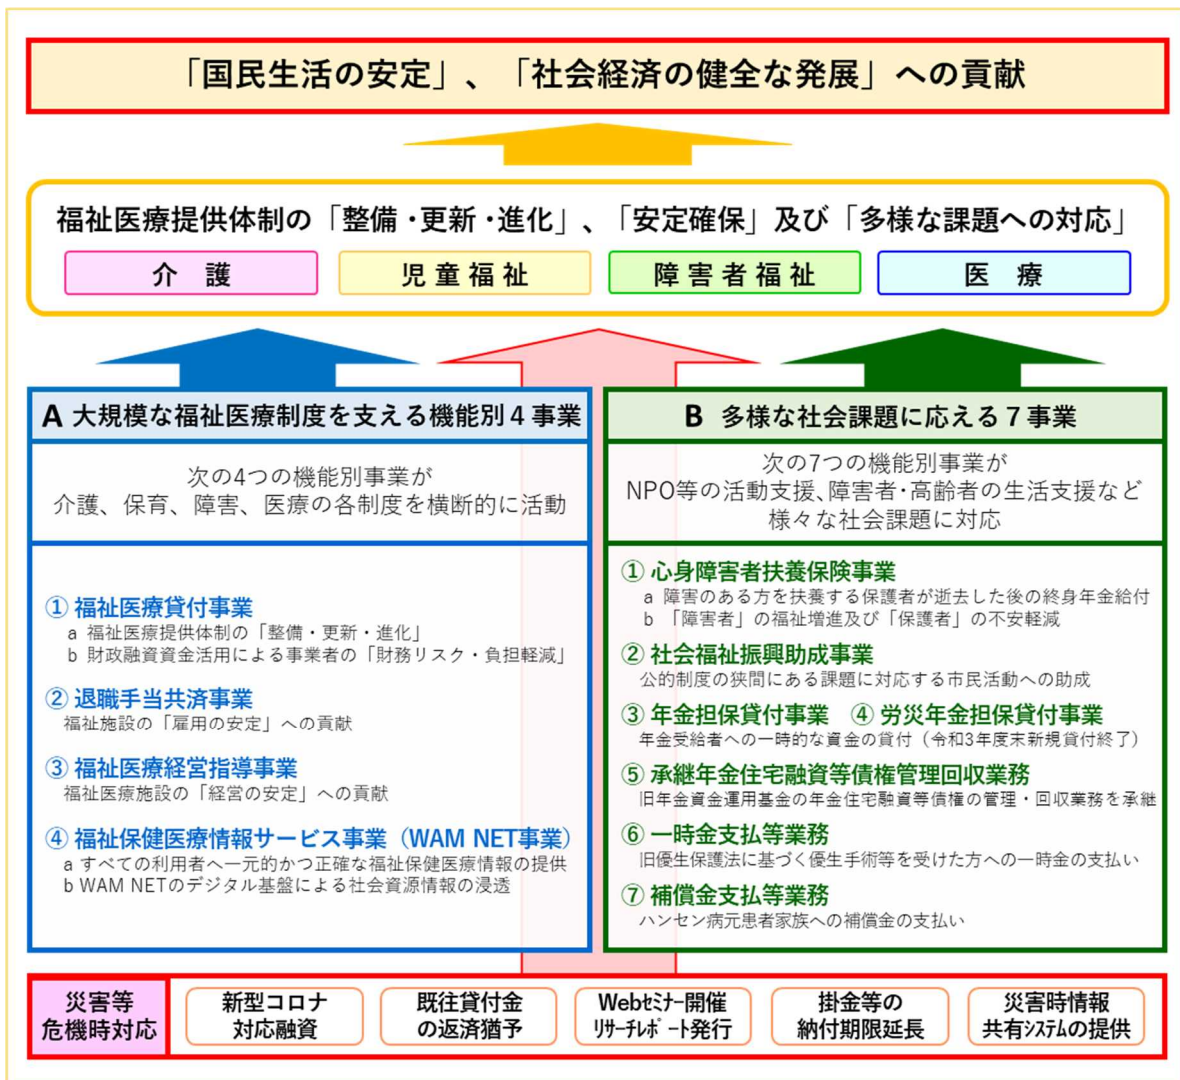 「国民生活の安定」、「社会経済の健全な発展」への貢献
福祉医療提供体制の「整備・更新・進化」、「安定確保」及び「多様な課題への対応」
介 護
児童福祉
障害者福祉
医 療
A 大規模な福祉医療制度を支える機能別4事業
次の4つの機能別事業が
介護、保育、障害、医療の各制度を横断的に活動
① 福祉医療貸付事業
a 福祉医療提供体制の「整備・更新・進化」
b 財政融資資金活用による事業者の「財務リスク・負担軽減」
② 退職手当共済事業
福祉施設の「雇用の安定」への貢献
③ 福祉医療経営指導事業
福祉医療施設の「経営の安定」への貢献
④ 福祉保健医療情報サービス事業（WAM NET事業）
a すべての利用者へ一元的かつ正確な福祉保健医療情報の提供
b WAM NETのデジタル基盤による社会資源情報の浸透
B 多様な社会課題に応える7事業
次の7つの機能別事業が
NPO等の活動支援、障害者・高齢者の生活支援など
様々な社会課題に対応
① 心身障害者扶養保険事業
a 障害のある方を扶養する保護者が逝去した後の終身年金給付
b 「障害者」の福祉増進及び「保護者」の不安軽減
② 社会福祉振興助成事業
公的制度の狭間にある課題に対応する市民活動への助成
③ 年金担保貸付事業 ④ 労災年金担保貸付事業
年金受給者への一時的な資金の貸付（令和3年度末新規貸付終了）
⑤ 承継年金住宅融資等債権管理回収業務
旧年金資金運用基金の年金住宅融資等債権の管理・回収業務を承継
⑥ 一時金支払等業務
旧優生保護法に基づく優生手術等を受けた方への一時金の支払い
⑦ 補償金支払等業務
ハンセン病元患者家族への補償金の支払い
災害等
危機時対応
新型コロナ
対応融資
既往貸付金
の返済猶予
Webｾﾐﾅｰ開催
ﾘｻｰﾁﾚﾎﾟｰﾄ発行
掛金等の
納付期限延長
災害時情報
共有ｼｽﾃﾑの提供